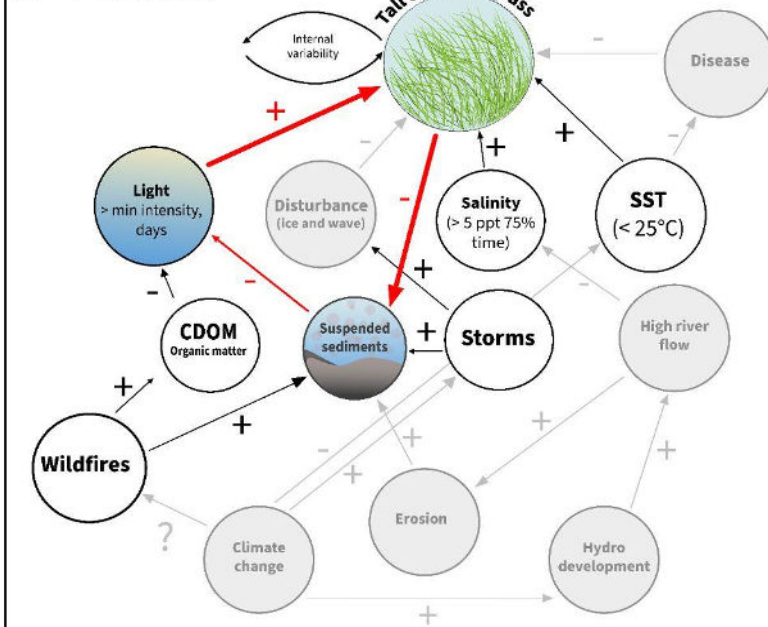 Internal
variability
+
-
Disease
-
+
+
-
Light
> min intensity,
days
Disturbance
(ice and wave)
-
Salinity
(> 5 ppt 75%
time)
SST
(< 25°C)
-
-
+
-
CDOM
Organic matter
Suspended
sediments
+
Storms
High river
flow
+
+
Wildfires
-
+
+
+
+
Erosion
?
Climate
change
Hydro
development
+